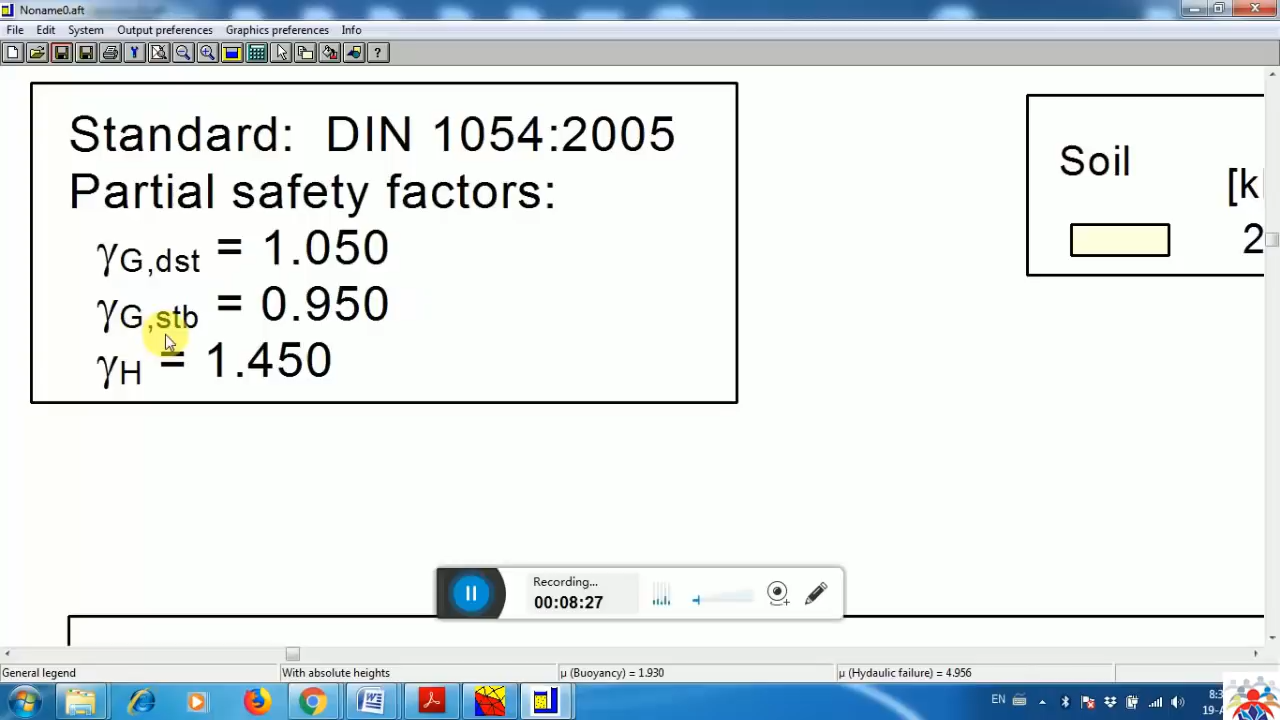 Noname0.aft
File Edit System Output preferences Graphics preferences Info
?
Standard: DIN 1054:2005
Partial safety factors:
γG,dst = 1.050
γG,stb = 0.950
γH = 1.450
Soil
[k
2
Recording...
00:08:27
General legend With absolute heights μ (Buoyancy) = 1.930 μ (Hydaulic failure) = 4.956
EN